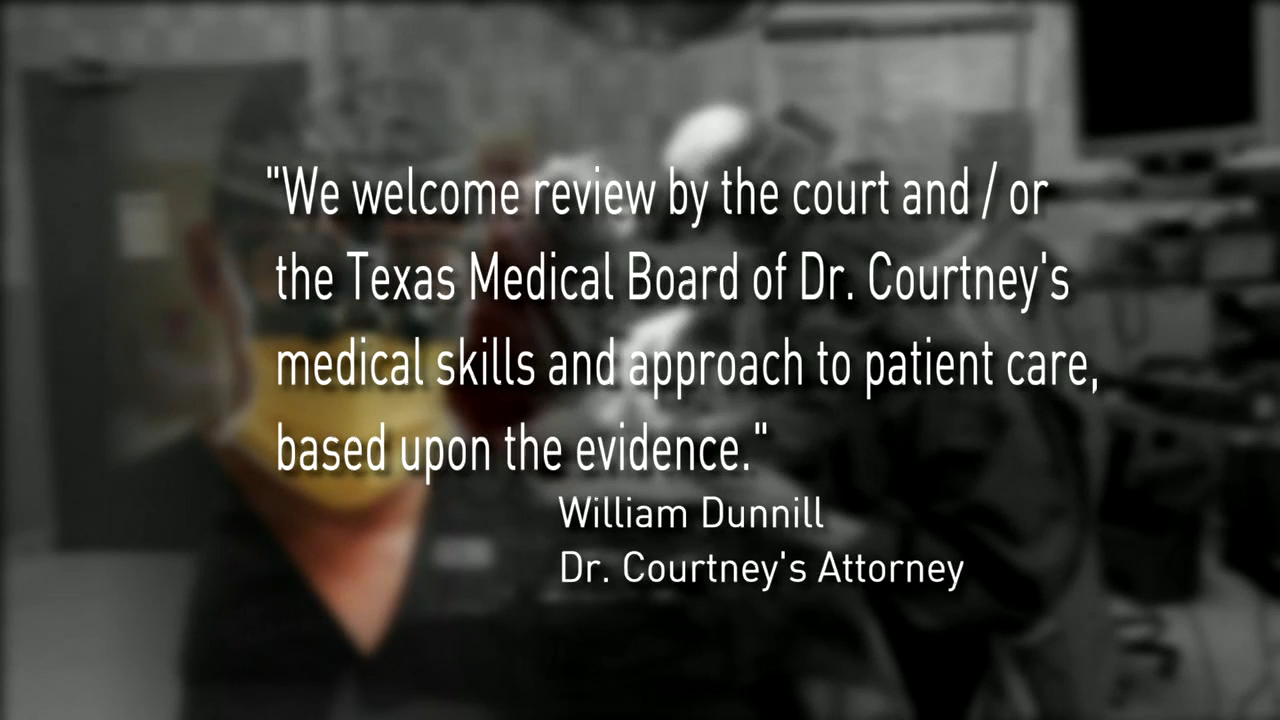 "We welcome review by the court and / or
the Texas Medical Board of Dr. Courtney's
medical skills and approach to patient care,
based upon the evidence."
William Dunnill
Dr. Courtney's Attorney